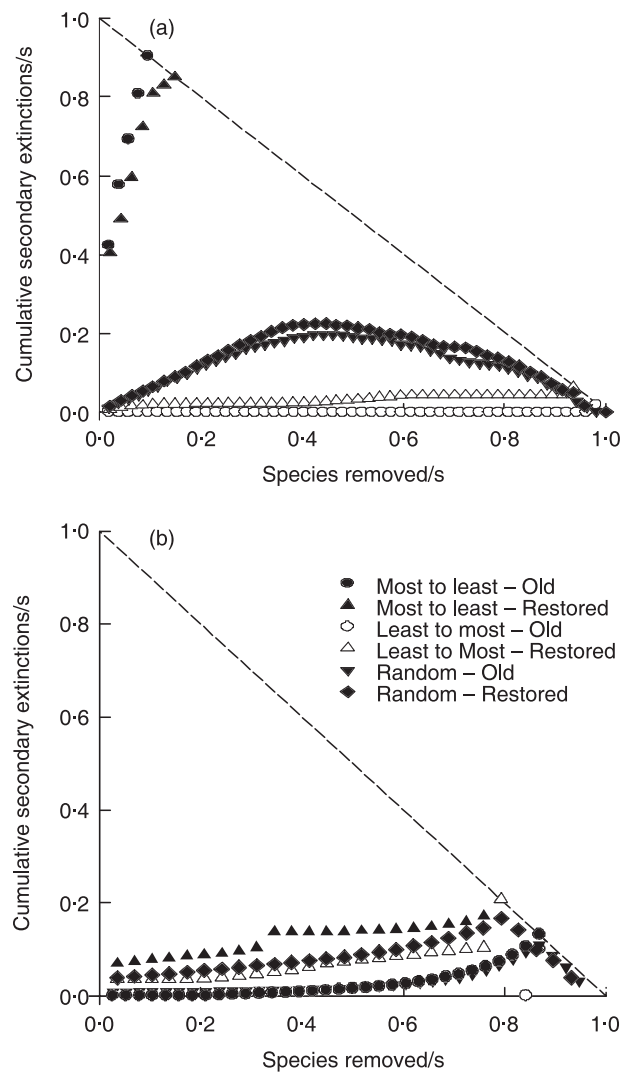 (a)
Cumulative secondary extinctions/s
1·0
0·8
0·6
0·4
0·2
0·0
0·0 0·2 0·4 0·6 0·8 1·0
Species removed/s
(b)
Cumulative secondary extinctions/s
1·0
0·8
0·6
0·4
0·2
0·0
Most to least – Old
Most to least – Restored
Least to most – Old
Least to Most – Restored
Random – Old
Random – Restored
0·0 0·2 0·4 0·6 0·8 1·0
Species removed/s